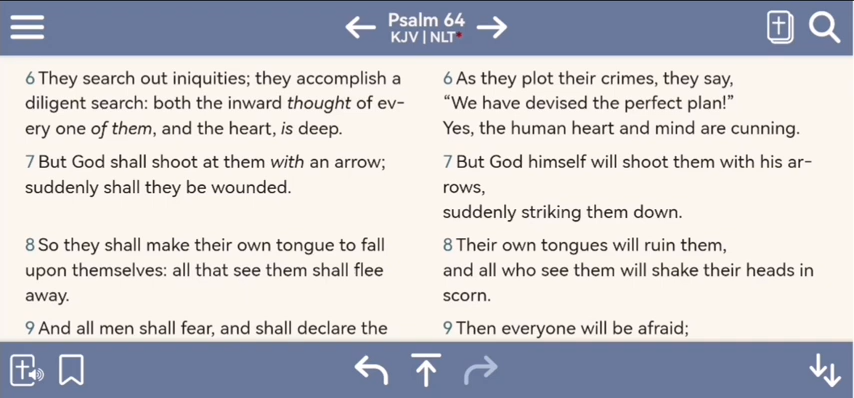 Psalm 64
KJV | NLT
6 They search out iniquities; they accomplish a
diligent search: both the inward thought of ev-
ery one of them, and the heart, is deep.
7 But God shall shoot at them with an arrow;
suddenly shall they be wounded.
8 So they shall make their own tongue to fall
upon themselves: all that see them shall flee
away.
9 And all men shall fear, and shall declare the
6 As they plot their crimes, they say,
“We have devised the perfect plan!”
Yes, the human heart and mind are cunning.
7 But God himself will shoot them with his ar-
rows,
suddenly striking them down.
8 Their own tongues will ruin them,
and all who see them will shake their heads in
scorn.
9 Then everyone will be afraid;